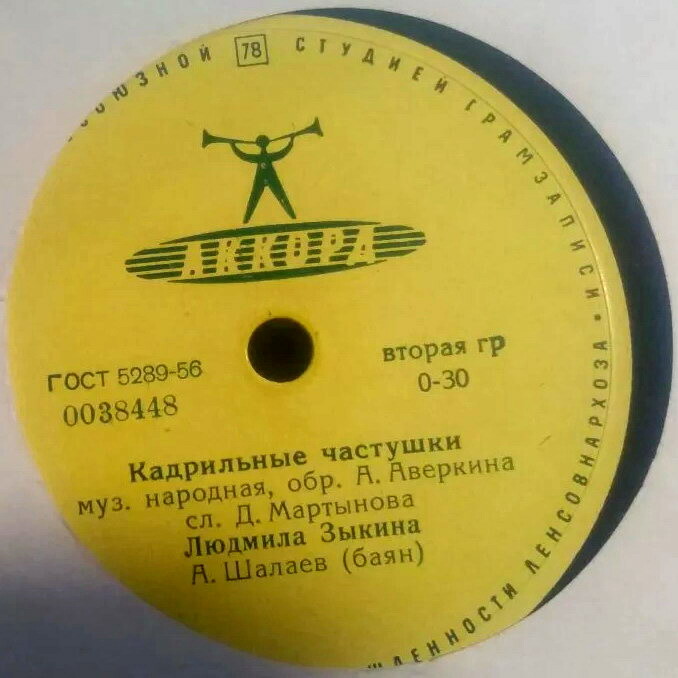 СОЮЗНОЙ 78 СТУДИЕЙ ГРАМЗАПИСИ • ЛЕНСОВНАРХОЗА
АККОРД
ГОСТ 5289-56
0038448
вторая гр
0-30
Кадрильные частушки
муз. народная, обр. А. Аверкина
сл. Д. Мартынова
Людмила Зыкина
А. Шалаев (баян)